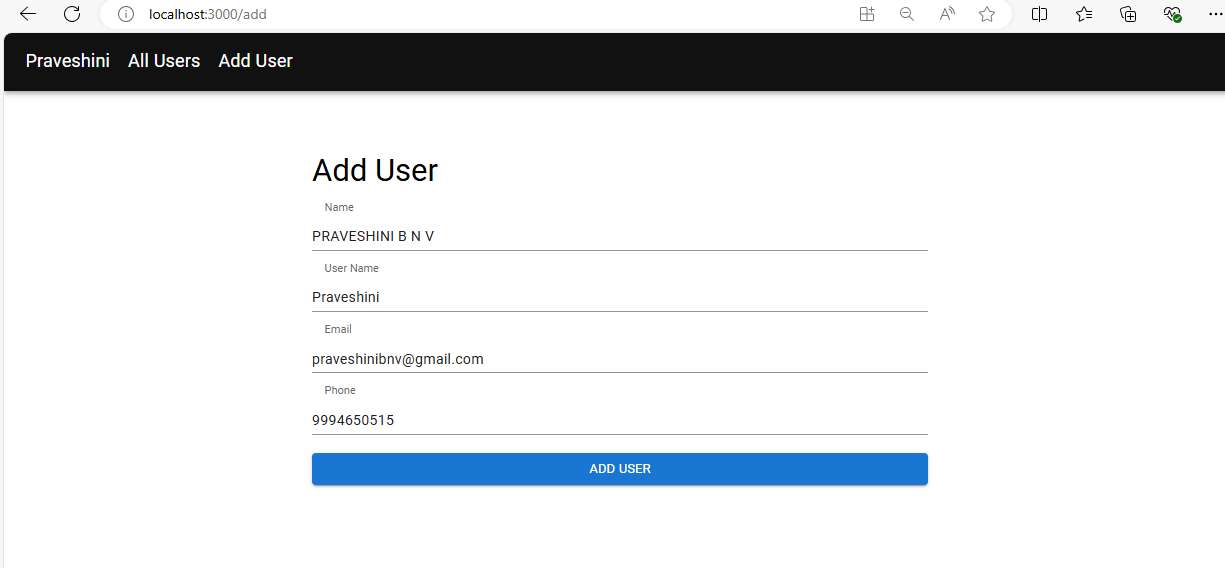 localhost:3000/add
Praveshini All Users Add User
Add User
Name
PRAVESHINI B N V
User Name
Praveshini
Email
praveshinibnv@gmail.com
Phone
9994650515
ADD USER